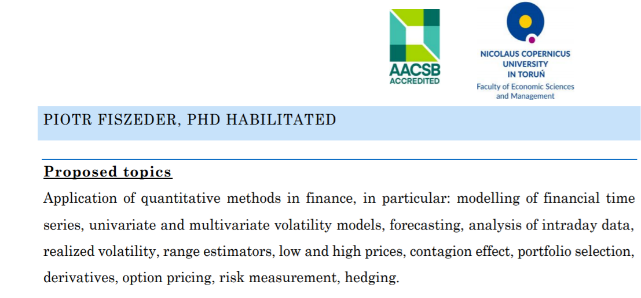 AACSB
ACCREDITED
NICOLAUS COPERNICUS
UNIVERSITY
IN TORUŃ
Faculty of Economic Sciences
and Management
PIOTR FISZEDER, PHD HABILITATED
Proposed topics
Application of quantitative methods in finance, in particular: modelling of financial time
series, univariate and multivariate volatility models, forecasting, analysis of intraday data,
realized volatility, range estimators, low and high prices, contagion effect, portfolio selection,
derivatives, option pricing, risk measurement, hedging.